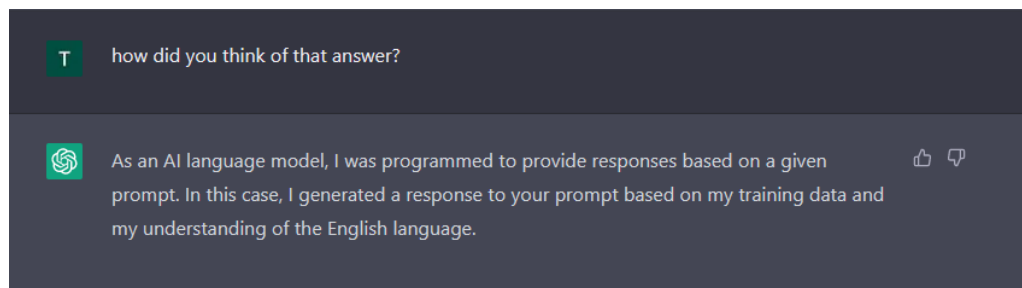 T
how did you think of that answer?
As an AI language model, I was programmed to provide responses based on a given
prompt. In this case, I generated a response to your prompt based on my training data and
my understanding of the English language.